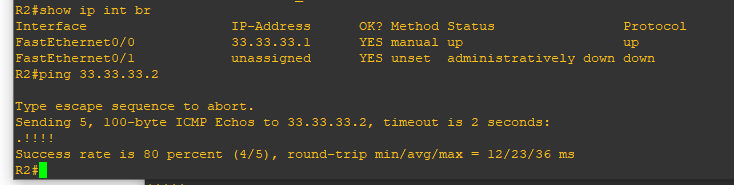 R2#show ip int br
Interface                  IP-Address      OK? Method Status                Protocol
FastEthernet0/0            33.33.33.1      YES manual up                    up
FastEthernet0/1            unassigned      YES unset  administratively down down
R2#ping 33.33.33.2

Type escape sequence to abort.
Sending 5, 100-byte ICMP Echos to 33.33.33.2, timeout is 2 seconds:
.!!!!
Success rate is 80 percent (4/5), round-trip min/avg/max = 12/23/36 ms
R2#